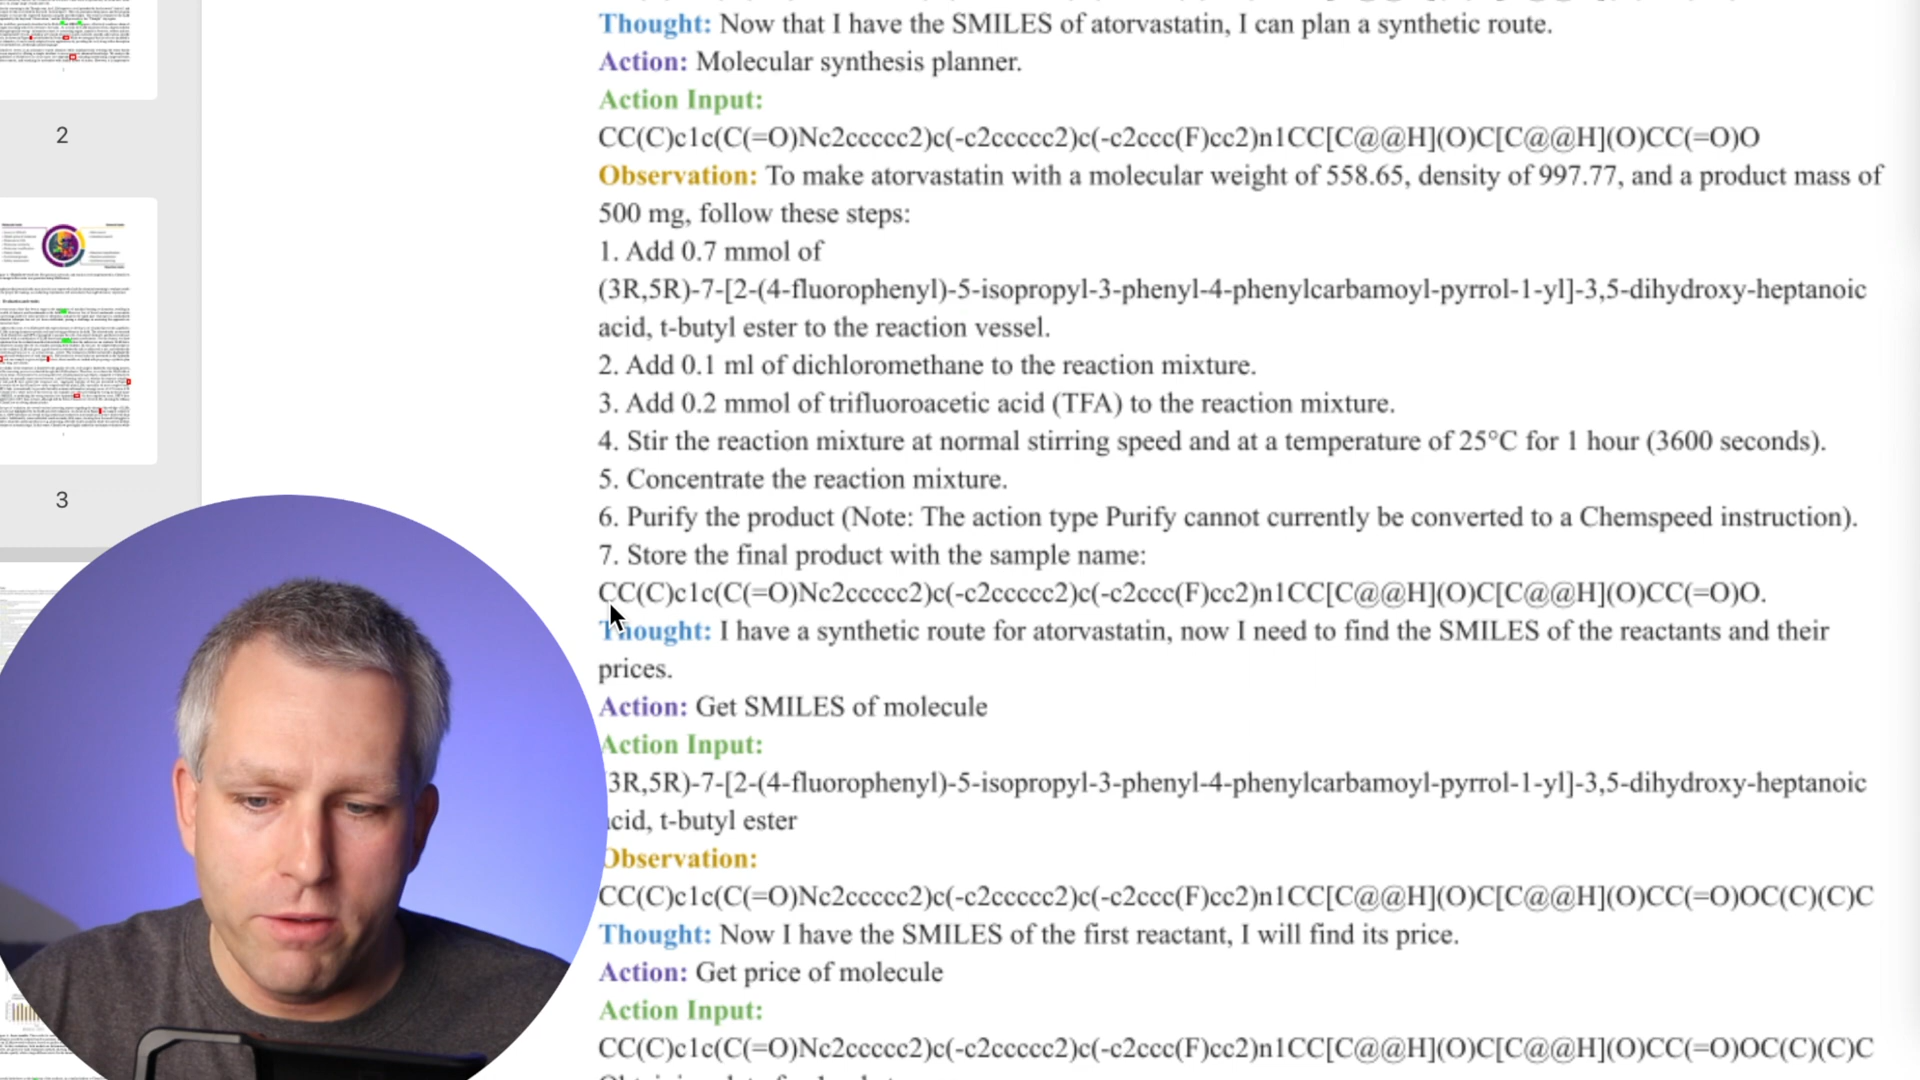 Thought: Now that I have the SMILES of atorvastatin, I can plan a synthetic route.
Action: Molecular synthesis planner.
Action Input:
CC(C)c1c(C(=O)Nc2ccccc2)c(-c2ccccc2)c(-c2ccc(F)cc2)n1CC[C@@H](O)C[C@@H](O)CC(=O)O
Observation: To make atorvastatin with a molecular weight of 558.65, density of 997.77, and a product mass of
500 mg, follow these steps:
1. Add 0.7 mmol of
(3R,5R)-7-[2-(4-fluorophenyl)-5-isopropyl-3-phenyl-4-phenylcarbamoyl-pyrrol-1-yl]-3,5-dihydroxy-heptanoic
acid, t-butyl ester to the reaction vessel.
2. Add 0.1 ml of dichloromethane to the reaction mixture.
3. Add 0.2 mmol of trifluoroacetic acid (TFA) to the reaction mixture.
4. Stir the reaction mixture at normal stirring speed and at a temperature of 25°C for 1 hour (3600 seconds).
5. Concentrate the reaction mixture.
6. Purify the product (Note: The action type Purify cannot currently be converted to a Chemspeed instruction).
7. Store the final product with the sample name:
CC(C)c1c(C(=O)Nc2ccccc2)c(-c2ccccc2)c(-c2ccc(F)cc2)n1CC[C@@H](O)C[C@@H](O)CC(=O)O.
Thought: I have a synthetic route for atorvastatin, now I need to find the SMILES of the reactants and their
prices.
Action: Get SMILES of molecule
Action Input:
3R,5R)-7-[2-(4-fluorophenyl)-5-isopropyl-3-phenyl-4-phenylcarbamoyl-pyrrol-1-yl]-3,5-dihydroxy-heptanoic
cid, t-butyl ester
Observation:
CC(C)c1c(C(=O)Nc2ccccc2)c(-c2ccccc2)c(-c2ccc(F)cc2)n1CC[C@@H](O)C[C@@H](O)CC(=O)OC(C)(C)C
Thought: Now I have the SMILES of the first reactant, I will find its price.
Action: Get price of molecule
Action Input:
CC(C)c1c(C(=O)Nc2ccccc2)c(-c2ccccc2)c(-c2ccc(F)cc2)n1CC[C@@H](O)C[C@@H](O)CC(=O)OC(C)(C)C
2
3